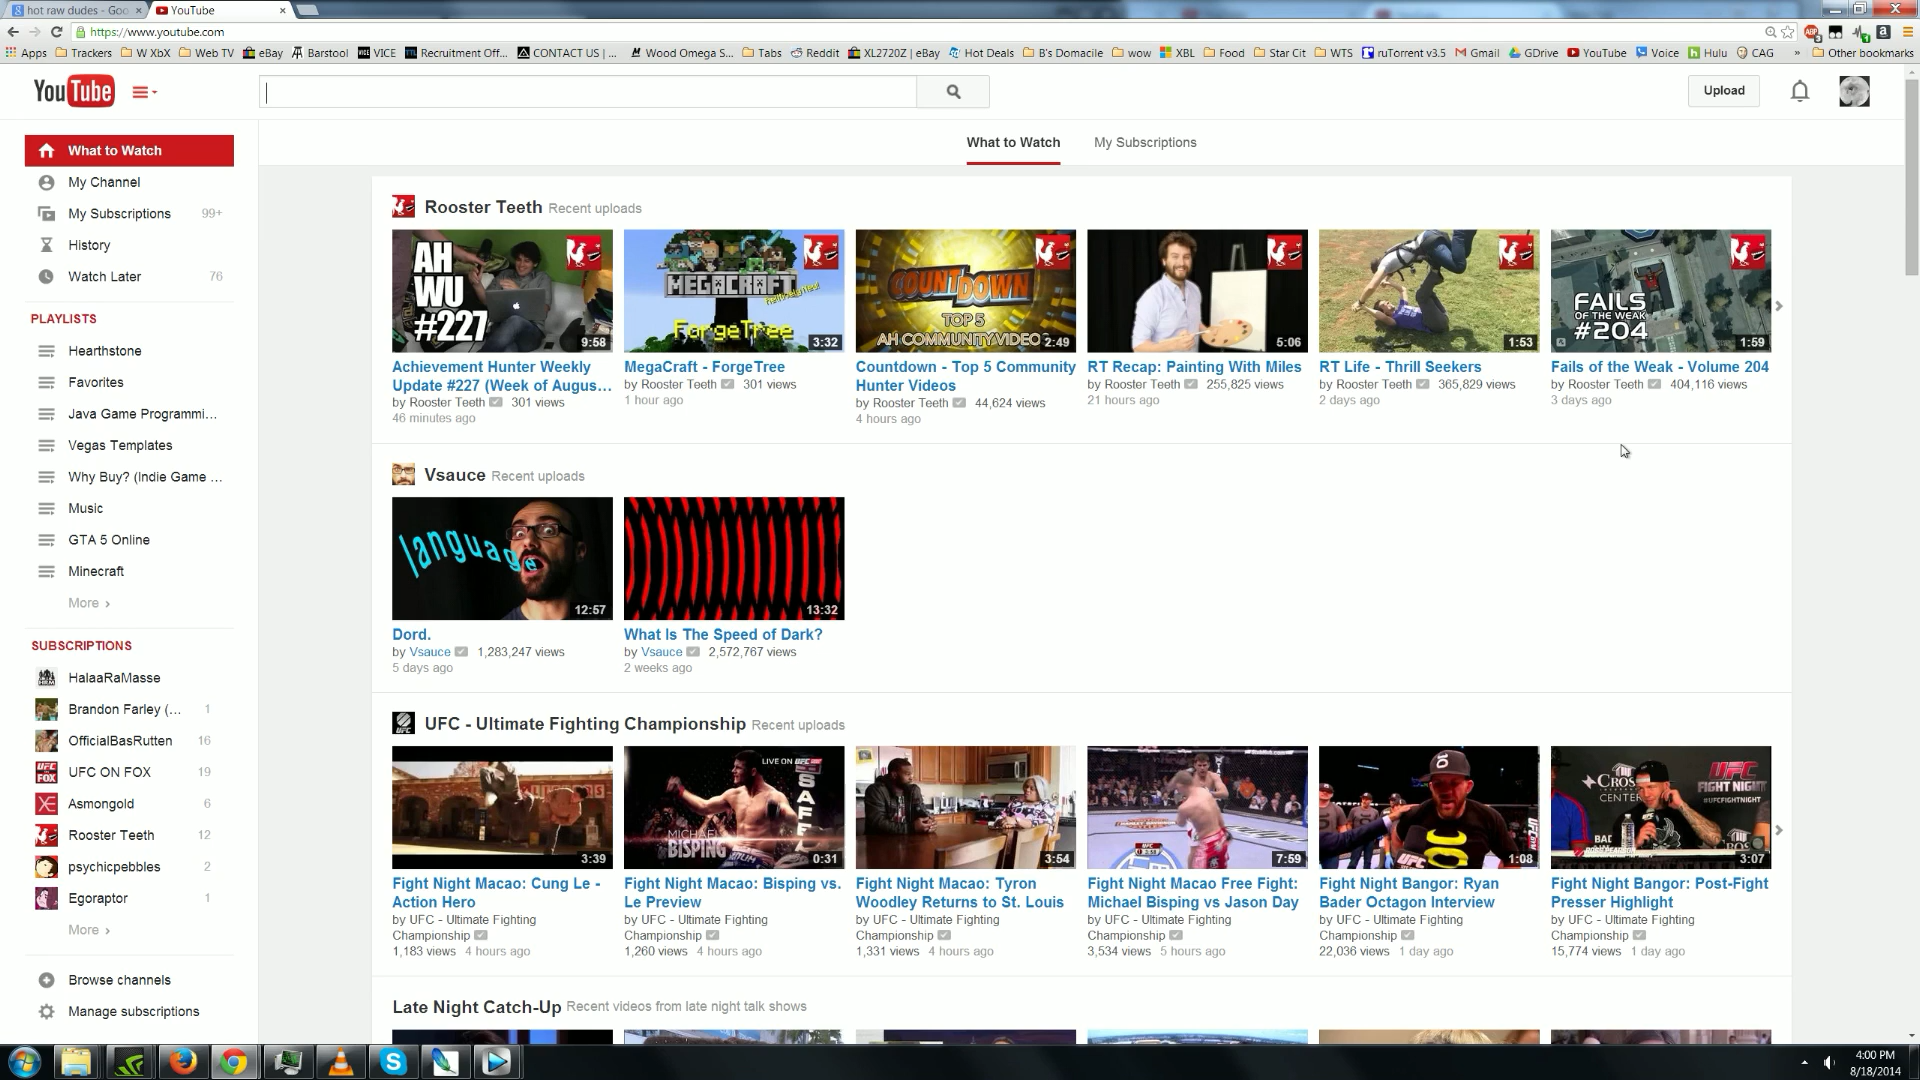 hot raw dudes - Goo
YouTube
https://www.youtube.com
Apps Trackers W XbX Web TV eBay Barstool VICE Recruitment Off... CONTACT US | ... Wood Omega S... Tabs Reddit XL2720Z | eBay Hot Deals B's Domacile wow XBL Food Star Cit WTS ruTorrent v3.5 Gmail GDrive YouTube Voice Hulu CAG » Other bookmarks
YouTube
Upload
What to Watch
My Channel
My Subscriptions 99+
History
Watch Later 76
PLAYLISTS
Hearthstone
Favorites
Java Game Programmi...
Vegas Templates
Why Buy? (Indie Game ...
Music
GTA 5 Online
Minecraft
More ›
SUBSCRIPTIONS
HalaaRaMasse
Brandon Farley (... 1
OfficialBasRutten 16
UFC ON FOX 19
Asmongold 6
Rooster Teeth 12
psychicpebbles 2
Egoraptor 1
More ›
Browse channels
Manage subscriptions
What to Watch My Subscriptions
Rooster Teeth Recent uploads
AH
WU
#227
9:58
Achievement Hunter Weekly
Update #227 (Week of Augus...
by Rooster Teeth 301 views
46 minutes ago
MEGACRAFT
ForgeTree
3:32
MegaCraft - ForgeTree
by Rooster Teeth 301 views
1 hour ago
COUNTDOWN
TOP 5
AH COMMUNITY VIDEO
2:49
Countdown - Top 5 Community
Hunter Videos
by Rooster Teeth 44,624 views
4 hours ago
5:06
RT Recap: Painting With Miles
by Rooster Teeth 255,825 views
21 hours ago
1:53
RT Life - Thrill Seekers
by Rooster Teeth 365,829 views
2 days ago
FAILS
OF THE WEAK
#204
1:59
Fails of the Weak - Volume 204
by Rooster Teeth 404,116 views
3 days ago
Vsauce Recent uploads
language
12:57
Dord.
by Vsauce 1,283,247 views
5 days ago
13:32
What Is The Speed of Dark?
by Vsauce 2,572,767 views
2 weeks ago
UFC - Ultimate Fighting Championship Recent uploads
3:39
Fight Night Macao: Cung Le -
Action Hero
by UFC - Ultimate Fighting
Championship
1,183 views 4 hours ago
LIVE ON UFC
MICHAEL
BISPING
0:31
Fight Night Macao: Bisping vs.
Le Preview
by UFC - Ultimate Fighting
Championship
1,260 views 4 hours ago
3:54
Fight Night Macao: Tyron
Woodley Returns to St. Louis
by UFC - Ultimate Fighting
Championship
1,331 views 4 hours ago
7:59
Fight Night Macao Free Fight:
Michael Bisping vs Jason Day
by UFC - Ultimate Fighting
Championship
3,534 views 5 hours ago
UFC
1:08
Fight Night Bangor: Ryan
Bader Octagon Interview
by UFC - Ultimate Fighting
Championship
22,036 views 1 day ago
CROSS
CENTER
UFC
FIGHT NIGHT
#UFCFIGHTNIGHT
3:07
Fight Night Bangor: Post-Fight
Presser Highlight
by UFC - Ultimate Fighting
Championship
15,774 views 1 day ago
Late Night Catch-Up Recent videos from late night talk shows
4:00 PM
8/18/2014